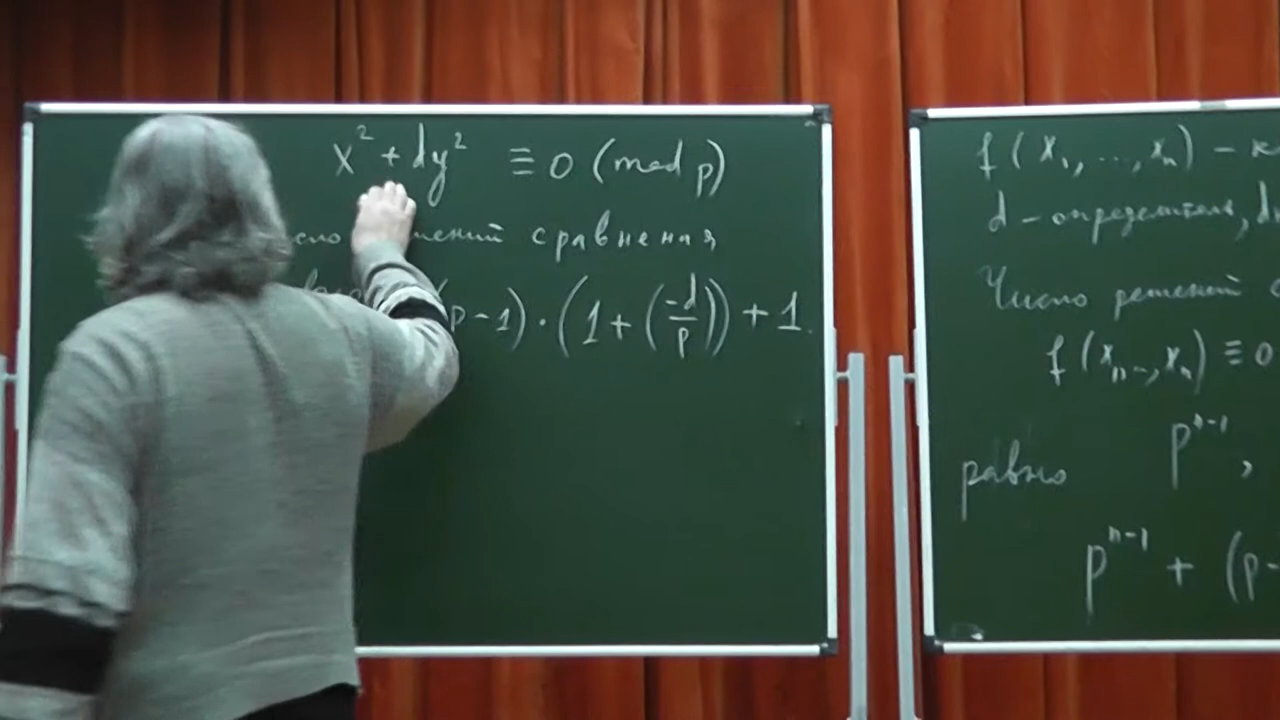 x² + dy² ≡ 0 (mod p)
сравнения
(p-1)·(1+(-d/p))+1.
f(x₁,...,xₙ) –
d – определитель,
Число решений
f(x₁,...,xₙ) ≡ 0
pⁿ⁻¹,
равно
pⁿ⁻¹ + (p-